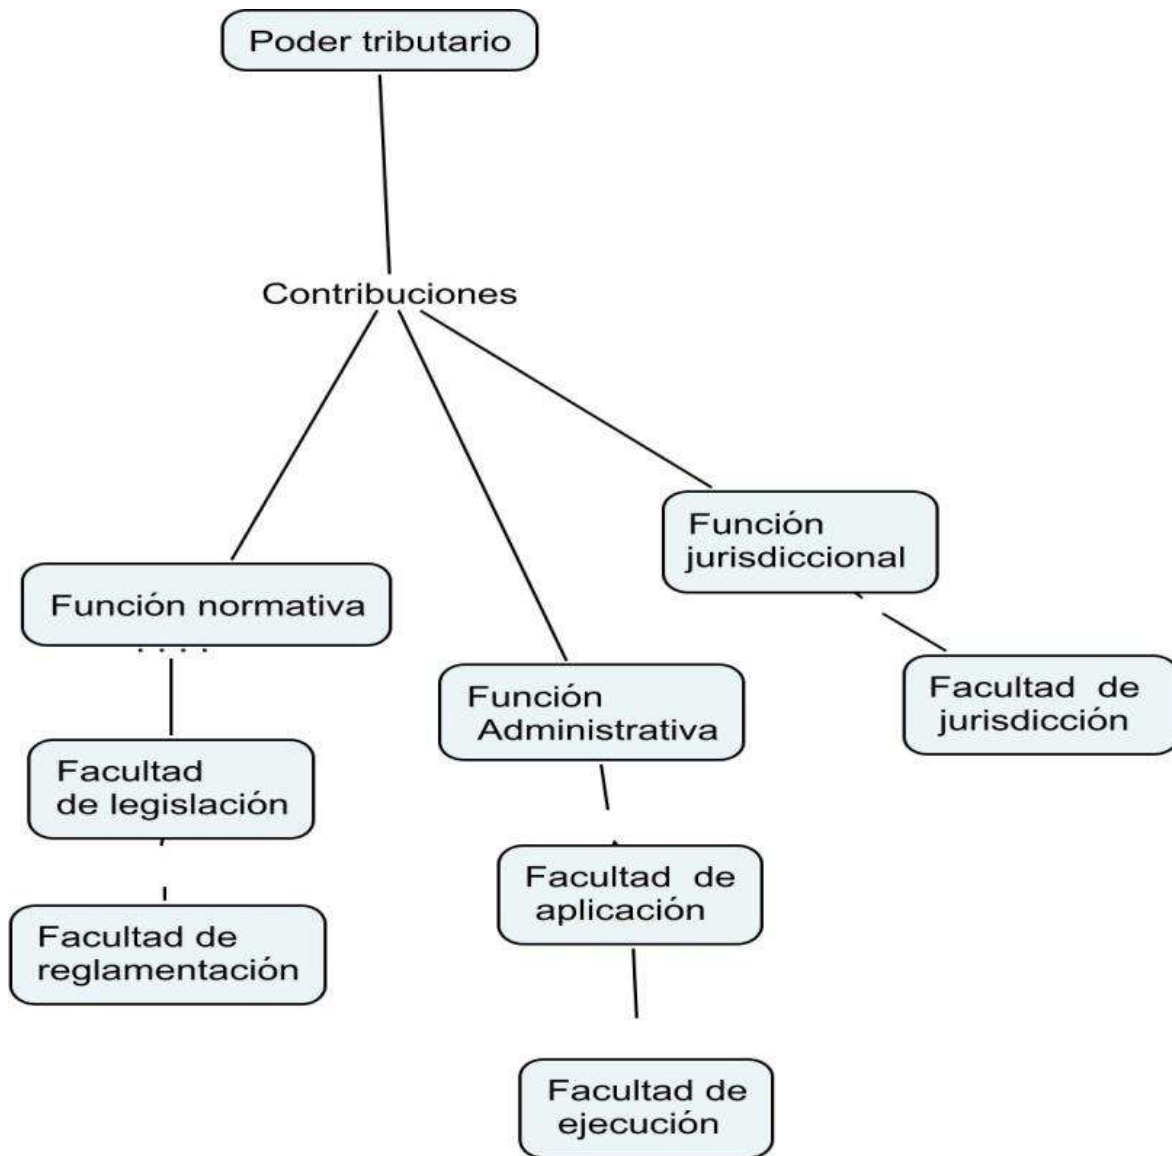 Poder tributario
Contribuciones
Función
jurisdiccional
Función normativa
Facultad de
jurisdicción
Función
Administrativa
Facultad
de legislación
Facultad de
aplicación
Facultad de
reglamentación
Facultad de
ejecución